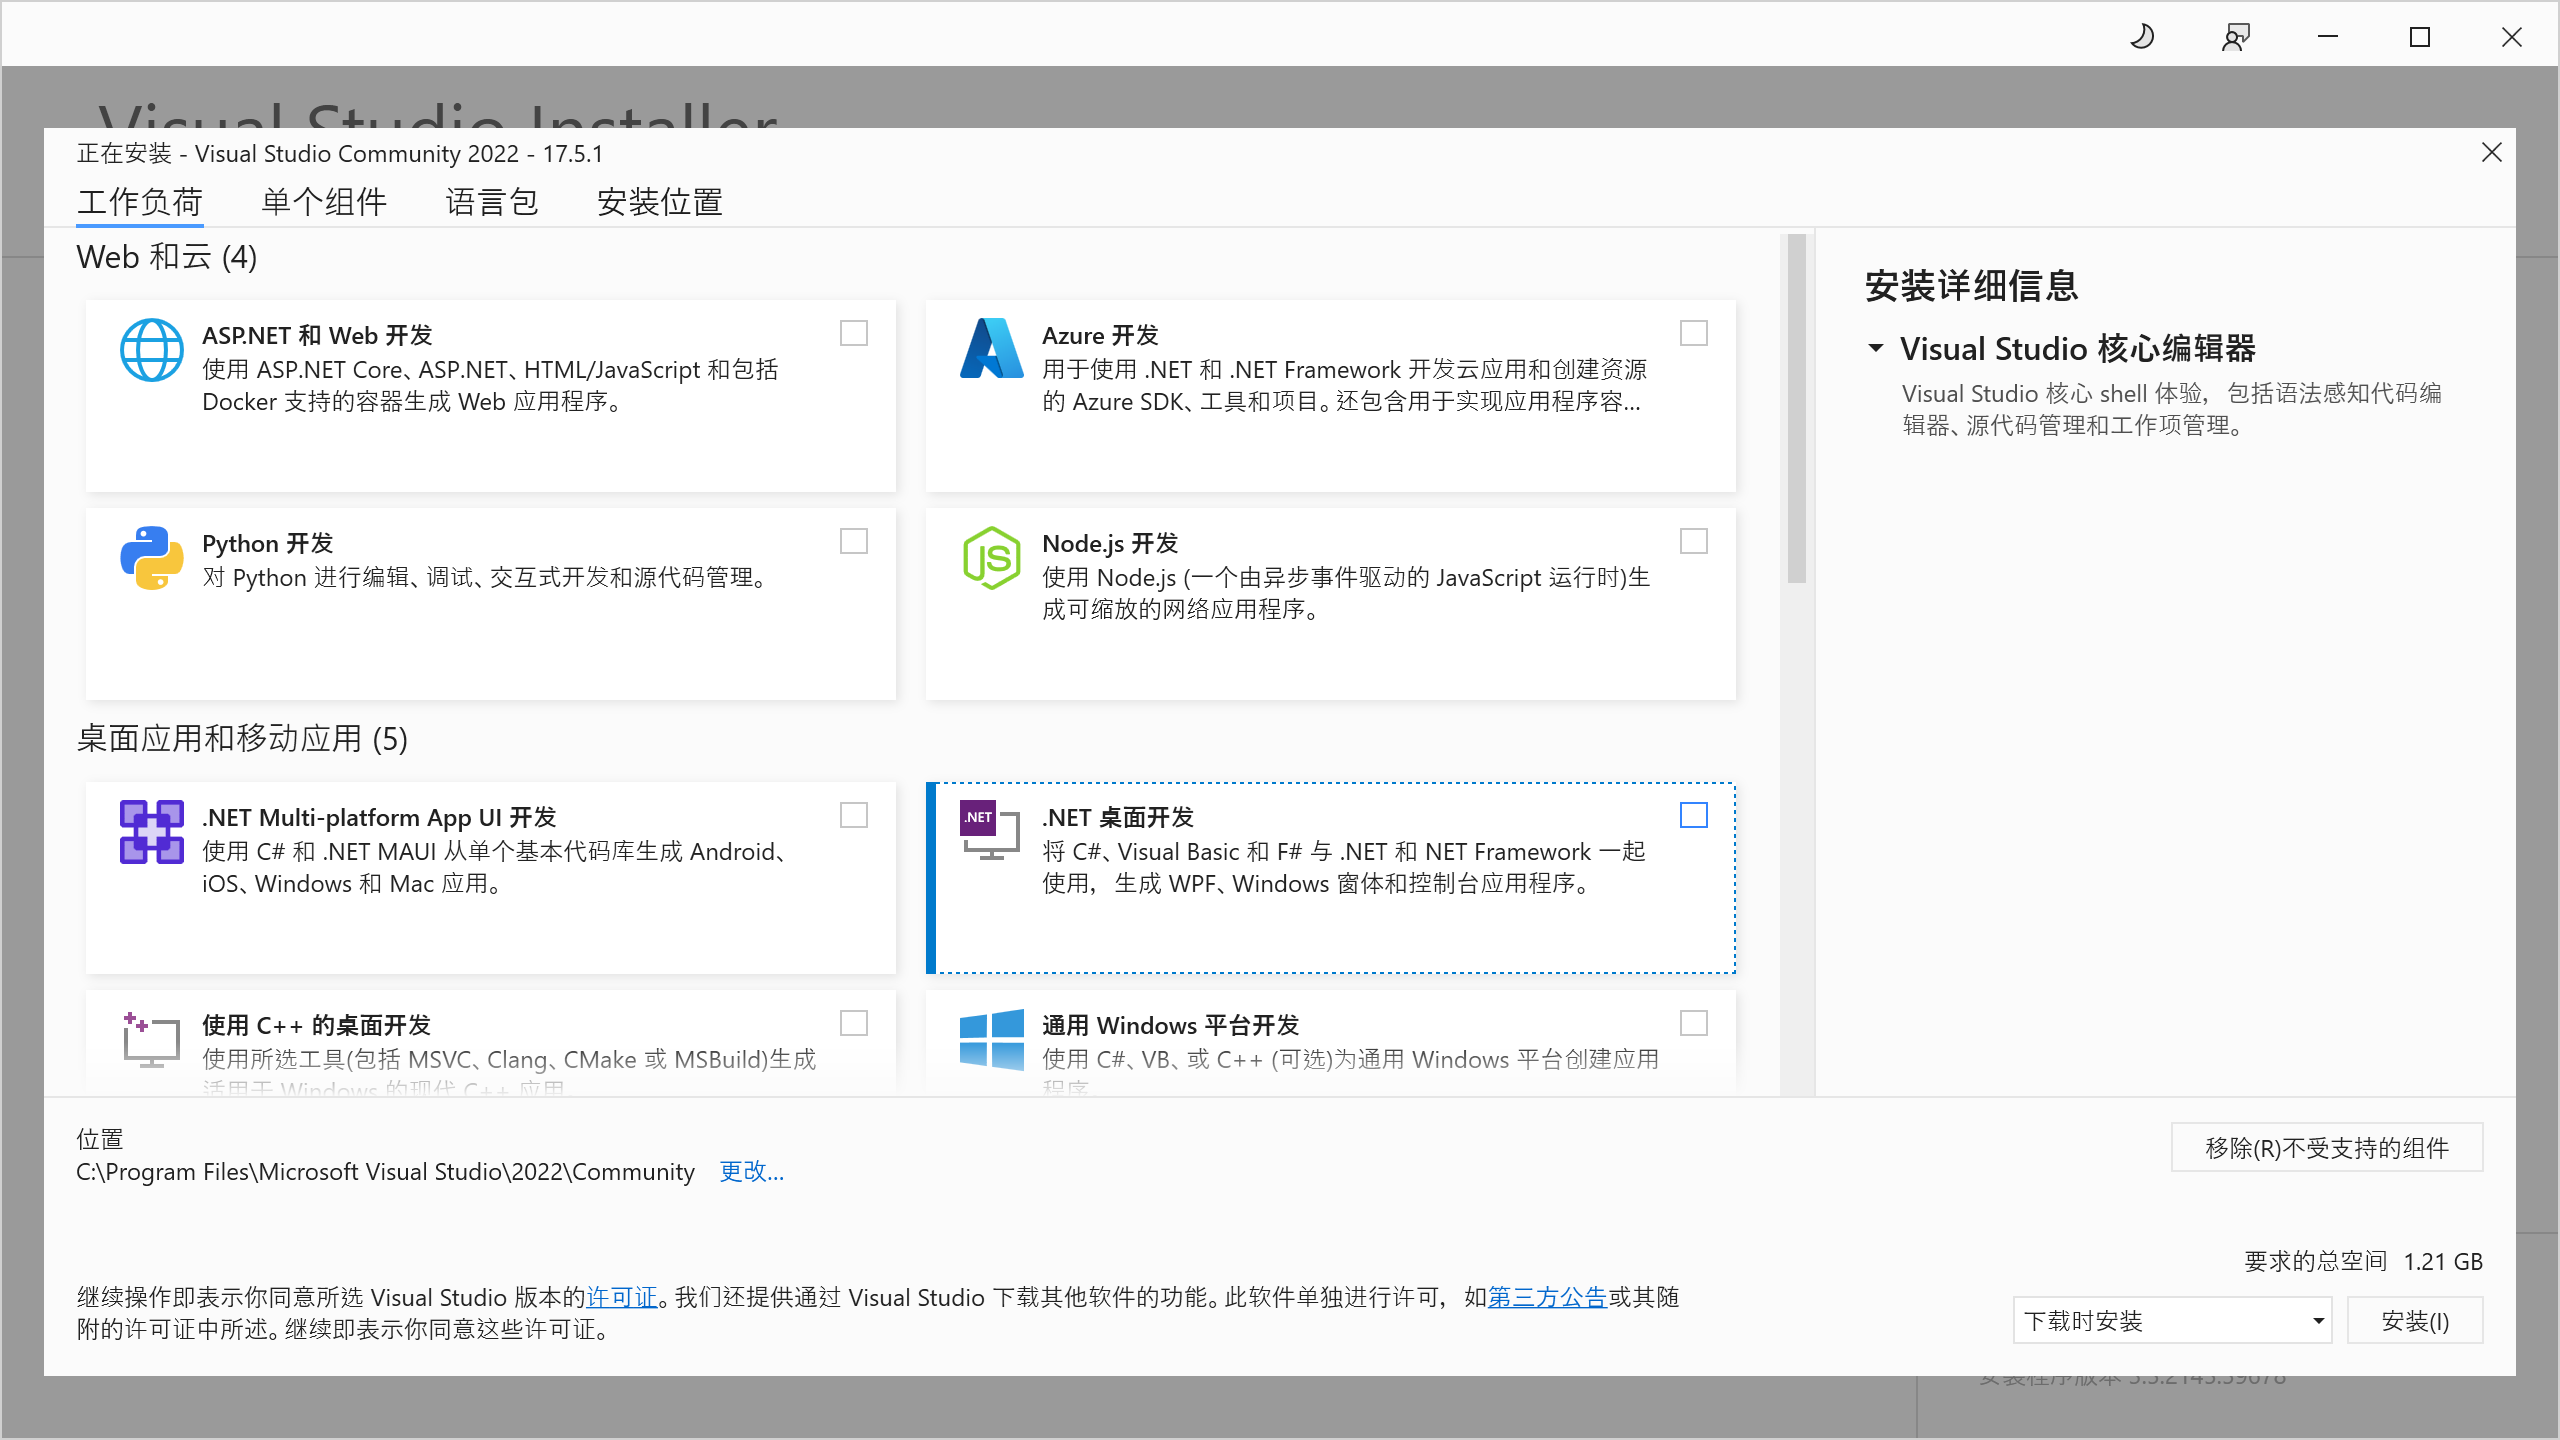 Visual Studio Installer
正在安装 - Visual Studio Community 2022 - 17.5.1
工作负荷 单个组件 语言包 安装位置
Web 和云 (4)
ASP.NET 和 Web 开发
使用 ASP.NET Core、ASP.NET、HTML/JavaScript 和包括
Docker 支持的容器生成 Web 应用程序。
Azure 开发
用于使用 .NET 和 .NET Framework 开发云应用和创建资源
的 Azure SDK、工具和项目。还包含用于实现应用程序容...
Python 开发
对 Python 进行编辑、调试、交互式开发和源代码管理。
Node.js 开发
使用 Node.js (一个由异步事件驱动的 JavaScript 运行时)生
成可缩放的网络应用程序。
桌面应用和移动应用 (5)
.NET Multi-platform App UI 开发
使用 C# 和 .NET MAUI 从单个基本代码库生成 Android、
iOS、Windows 和 Mac 应用。
.NET
.NET 桌面开发
将 C#、Visual Basic 和 F# 与 .NET 和 NET Framework 一起
使用，生成 WPF、Windows 窗体和控制台应用程序。
使用 C++ 的桌面开发
使用所选工具(包括 MSVC、Clang、CMake 或 MSBuild)生成
适用于 Windows 的现代 C++ 应用。
通用 Windows 平台开发
使用 C#、VB、或 C++ (可选)为通用 Windows 平台创建应用
程序。
安装详细信息
Visual Studio 核心编辑器
Visual Studio 核心 shell 体验，包括语法感知代码编
辑器、源代码管理和工作项管理。
位置
C:\Program Files\Microsoft Visual Studio\2022\Community 更改...
移除(R)不受支持的组件
要求的总空间 1.21 GB
继续操作即表示你同意所选 Visual Studio 版本的许可证。我们还提供通过 Visual Studio 下载其他软件的功能。此软件单独进行许可，如第三方公告或其随
附的许可证中所述。继续即表示你同意这些许可证。
下载时安装
安装(I)
安装程序版本 3.5.2145.39678